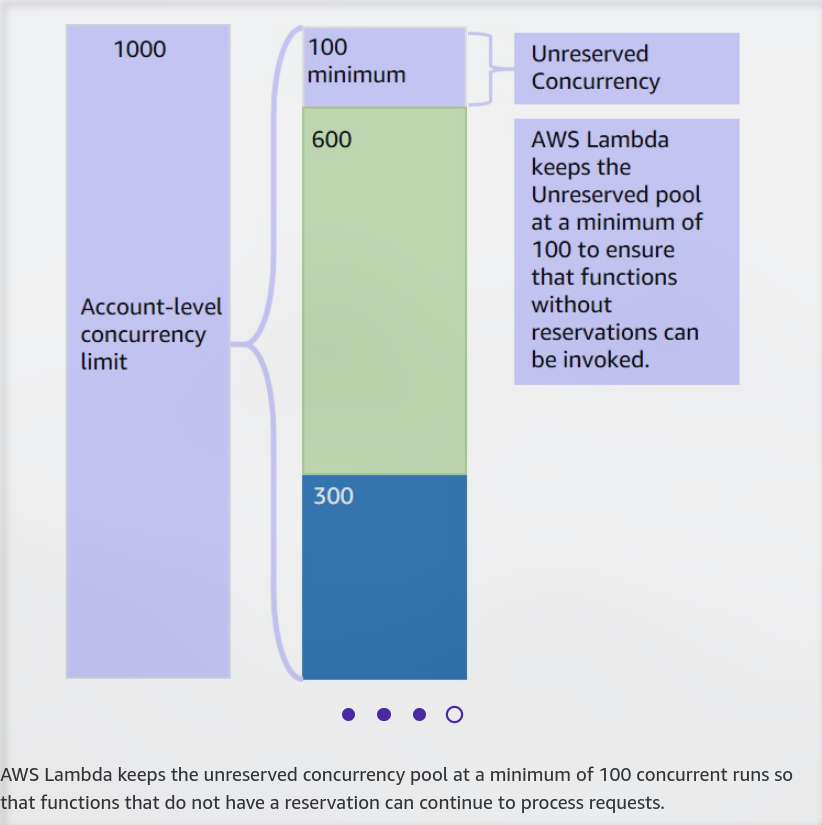 1000
Account-level
concurrency
limit
100
minimum
600
300
Unreserved
Concurrency
AWS Lambda
keeps the
Unreserved pool
at a minimum of
100 to ensure
that functions
without
reservations can
be invoked.
AWS Lambda keeps the unreserved concurrency pool at a minimum of 100 concurrent runs so
that functions that do not have a reservation can continue to process requests.